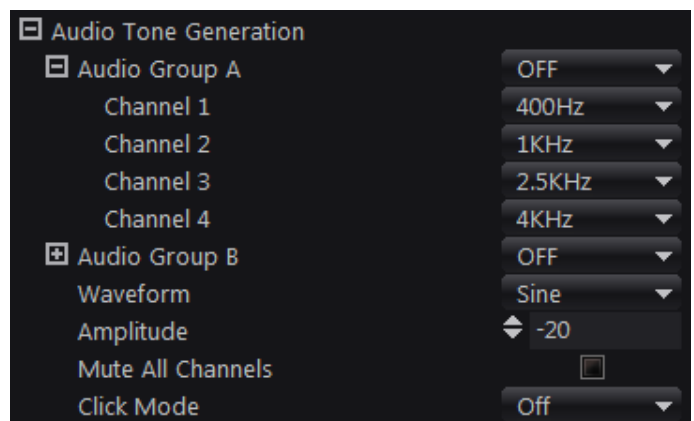 Audio Tone Generation
Audio Group A OFF
Channel 1 400Hz
Channel 2 1KHz
Channel 3 2.5KHz
Channel 4 4KHz
Audio Group B OFF
Waveform Sine
Amplitude -20
Mute All Channels
Click Mode Off